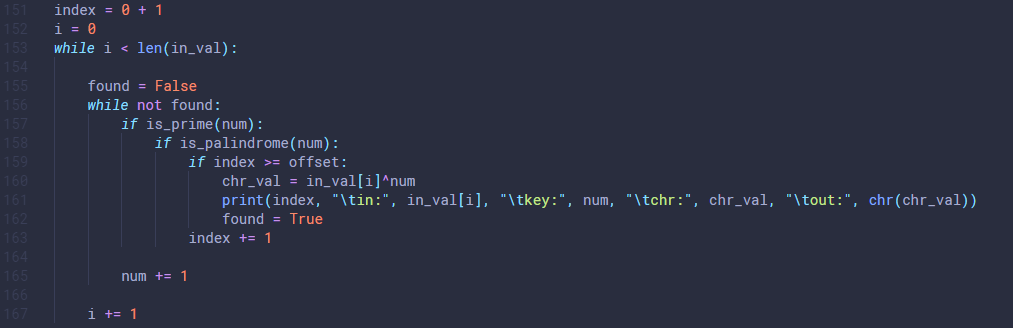 151 index = 0 + 1
152 i = 0
153 while i < len(in_val):
154
155 found = False
156 while not found:
157 if is_prime(num):
158 if is_palindrome(num):
159 if index >= offset:
160 chr_val = in_val[i]^num
161 print(index, "\tin:", in_val[i], "\tkey:", num, "\tchr:", chr_val, "\tout:", chr(chr_val))
162 found = True
163 index += 1
164
165 num += 1
166
167 i += 1